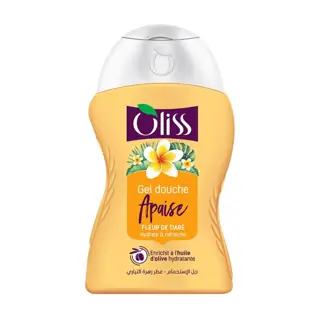 Oliss
Gel douche
Apaise
FLEUR DE TIARÉ
Hydrate & rafraîchit
Enrichi à l'huile
d'olive hydratante
جل الإستحمام - عطر زهرة التياري